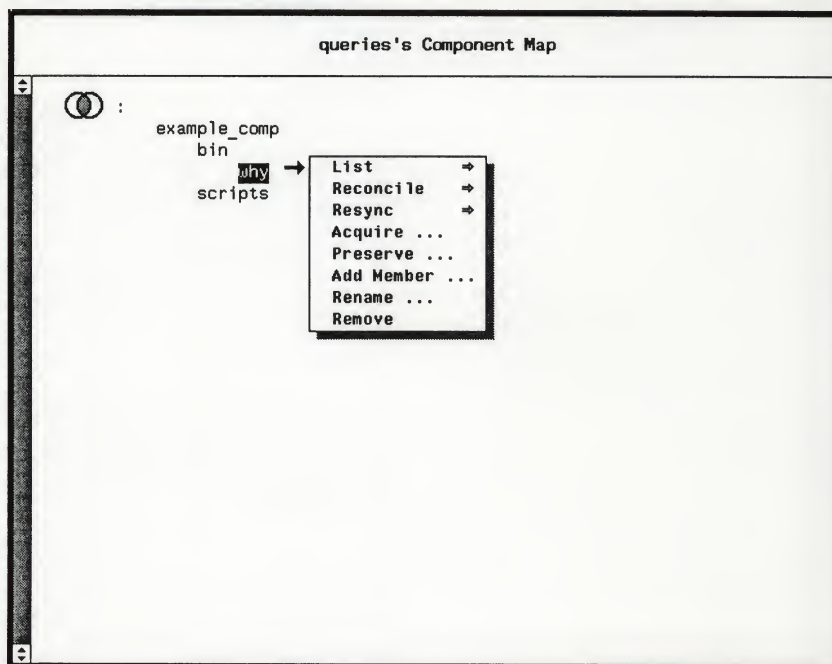 queries's Component Map
:
example_comp
bin
why
scripts
List ⇒
Reconcile ⇒
Resync ⇒
Acquire ...
Preserve ...
Add Member ...
Rename ...
Remove